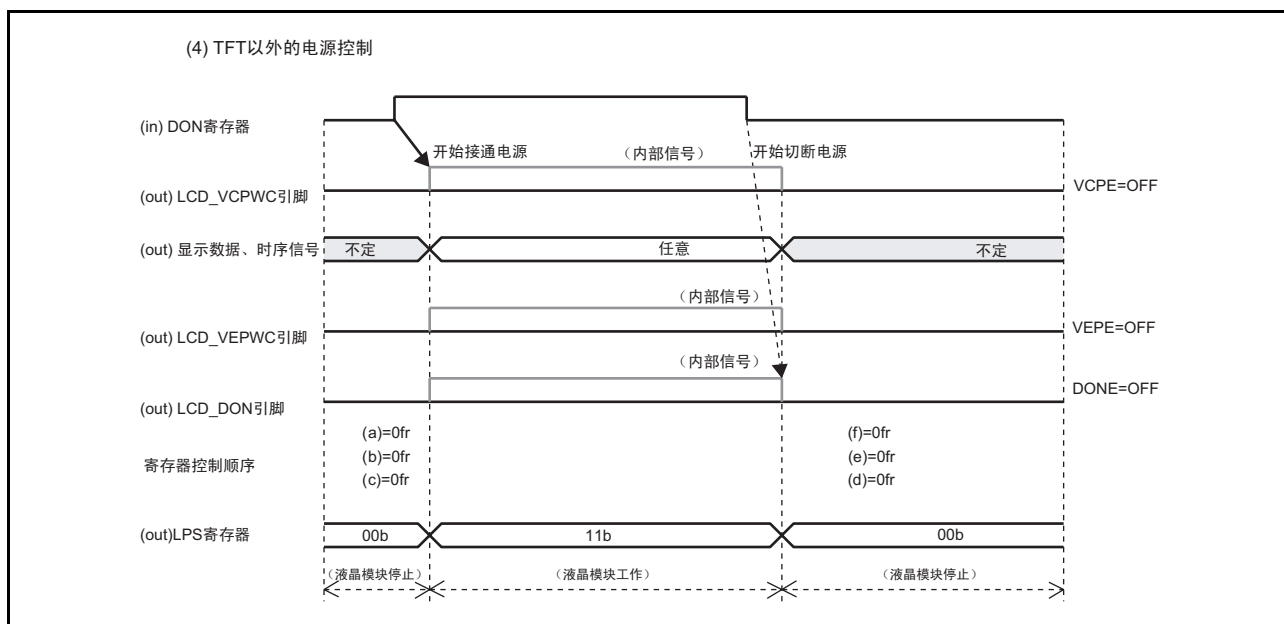 (4) TFT以外的电源控制
(in) DON寄存器
开始接通电源
（内部信号）
开始切断电源
(out) LCD_VCPWC引脚
VCPE=OFF
(out) 显示数据、时序信号
不定
任意
不定
（内部信号）
(out) LCD_VEPWC引脚
VEPE=OFF
（内部信号）
(out) LCD_DON引脚
DONE=OFF
寄存器控制顺序
(a)=0fr
(b)=0fr
(c)=0fr
(f)=0fr
(e)=0fr
(d)=0fr
(out)LPS寄存器
00b
11b
00b
（液晶模块停止）
（液晶模块工作）
（液晶模块停止）